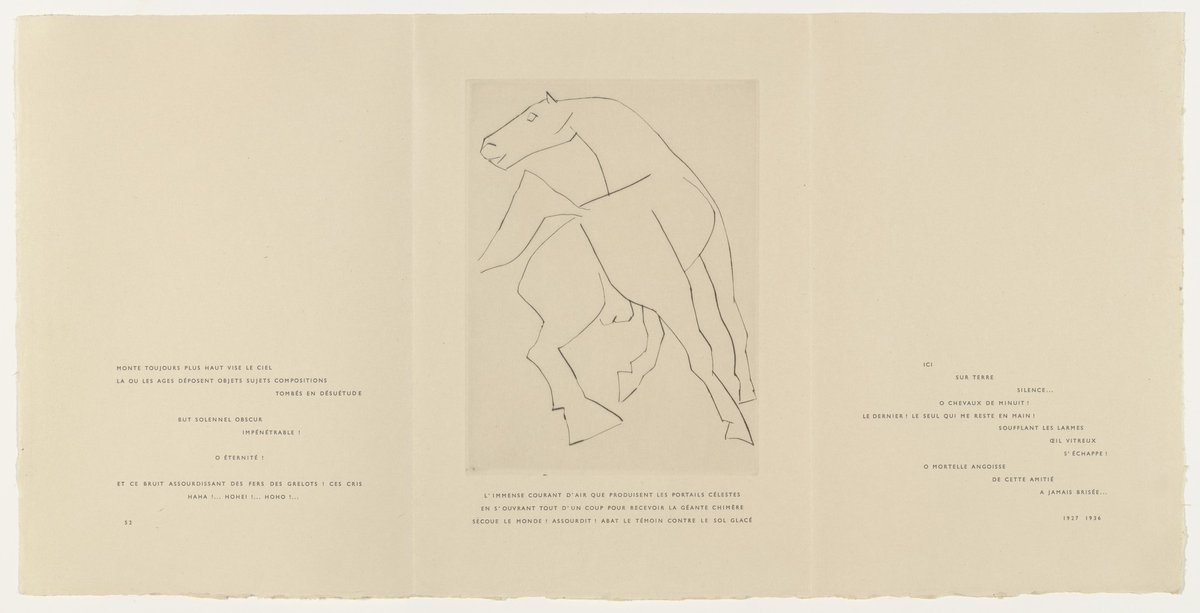 MONTE TOUJOURS PLUS HAUT VISE LE CIEL
LA OU LES AGES DÉPOSENT OBJETS SUJETS COMPOSITIONS
TOMBÉS EN DÉSUÉTUDE
BUT SOLENNEL OBSCUR
IMPÉNÉTRABLE !
O ÉTERNITÉ !
ET CE BRUIT ASSOURDISSANT DES FERS DES GRELOTS ! CES CRIS
HAHA !... HOHEI !... HOHO !...
52
L'IMMENSE COURANT D'AIR QUE PRODUISENT LES PORTAILS CÉLESTES
EN S'OUVRANT TOUT D'UN COUP POUR RECEVOIR LA GÉANTE CHIMÈRE
SECOUE LE MONDE ! ASSOURDIT ! ABAT LE TÉMOIN CONTRE LE SOL GLACÉ
ICI
SUR TERRE
SILENCE...
O CHEVAUX DE MINUIT !
LE DERNIER ! LE SEUL QUI ME RESTE EN MAIN !
SOUFFLANT LES LARMES
ŒIL VITREUX
S'ÉCHAPPE !
O MORTELLE ANGOISSE
DE CETTE AMITIÉ
A JAMAIS BRISÉE...
1927 1936